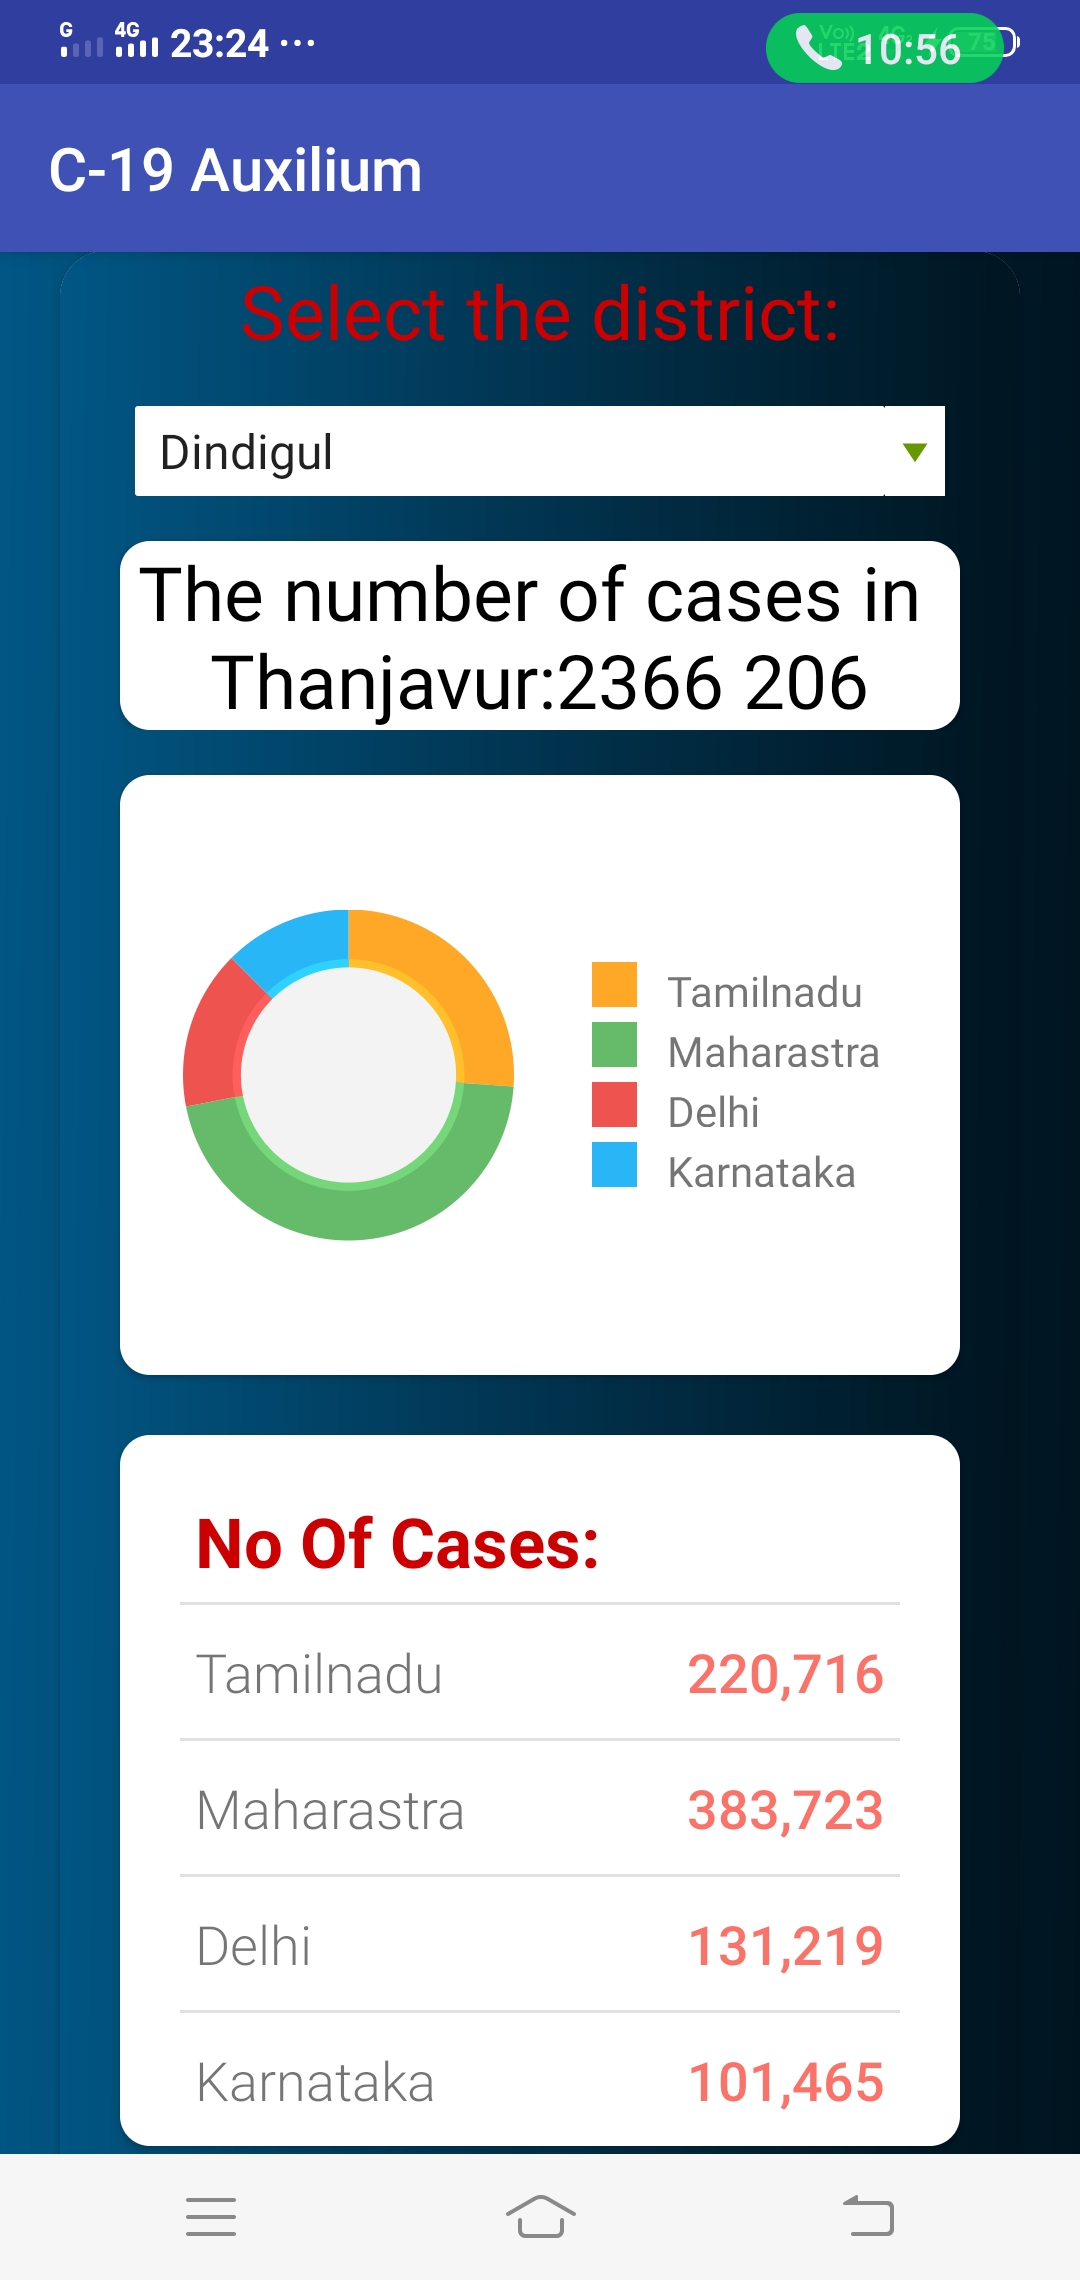 G 4G 23:24 ... 10:56 75
C-19 Auxilium
Select the district:
Dindigul
The number of cases in
Thanjavur:2366 206
Tamilnadu
Maharastra
Delhi
Karnataka
No Of Cases:
Tamilnadu 220,716
Maharastra 383,723
Delhi 131,219
Karnataka 101,465